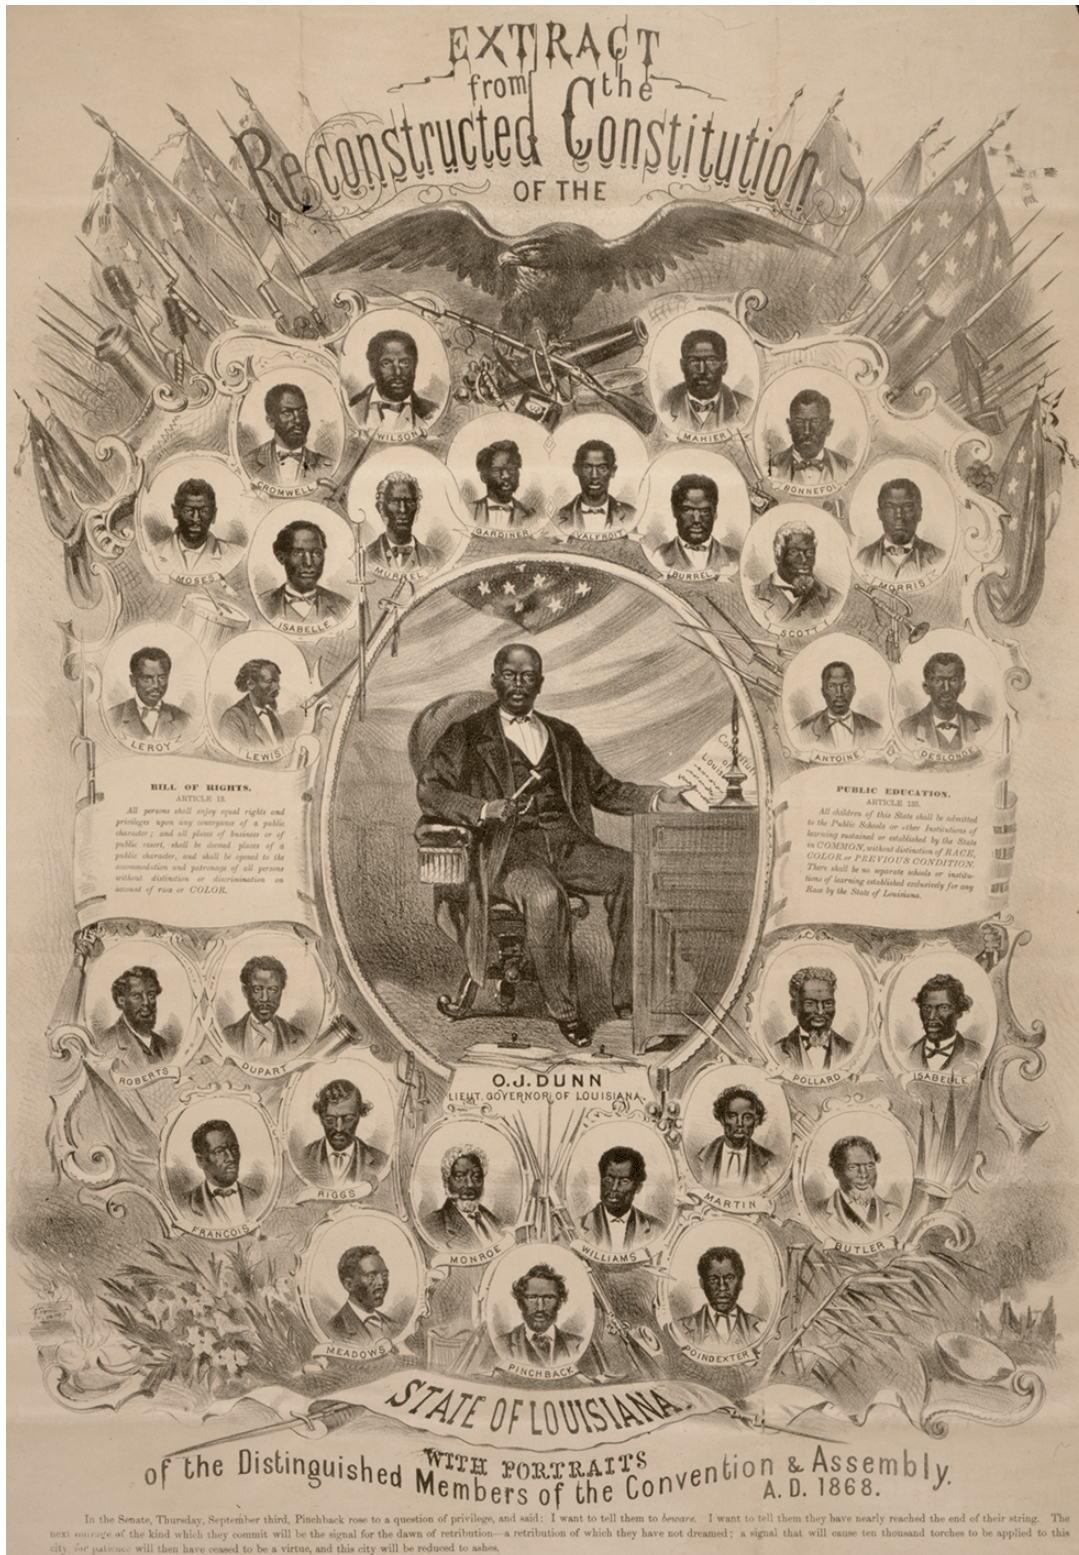 EXTRACT
from the
Reconstructed Constitution
OF THE
WILSON
MAHIER
CROMWELL
BONNEFOI
GARDINER
VALFROIT
MOSES
MURREL
BURREL
MORRIS
ISABELLE
SCOTT
LEROY
LEWIS
ANTOINE
DESLONDE
Constitution
of
Louisi
BILL OF RIGHTS.
ARTICLE 13.
All persons shall enjoy equal rights and
privileges upon any conveyance of a public
character; and all places of business or of
public resort, shall be deemed places of a
public character, and shall be opened to the
accommodation and patronage of all persons
without distinction or discrimination on
account of race or COLOR.
PUBLIC EDUCATION.
ARTICLE 135.
All children of this State shall be admitted
to the Public Schools or other Institutions of
learning sustained or established by the State
in COMMON, without distinction of RACE,
COLOR or PREVIOUS CONDITION.
There shall be no separate schools or institu-
tions of learning established exclusively for any
Race by the State of Louisiana.
ROBERTS
DUPART
POLLARD
ISABELLE
O.J. DUNN
LIEUT. GOVERNOR OF LOUISIANA.
FRANCOIS
RIGGS
MONROE
WILLIAMS
MARTIN
BUTLER
MEADOWS
PINCHBACK
POINDEXTER
STATE OF LOUISIANA.
WITH PORTRAITS
of the Distinguished Members of the Convention & Assembly.
A. D. 1868.
In the Senate, Thursday, September third, Pinchback rose to a question of privilege, and said: I want to tell them to beware. I want to tell them they have nearly reached the end of their string. The
next outrage of the kind which they commit will be the signal for the dawn of retribution—a retribution of which they have not dreamed; a signal that will cause ten thousand torches to be applied to this
city, for patience will then have ceased to be a virtue, and this city will be reduced to ashes.